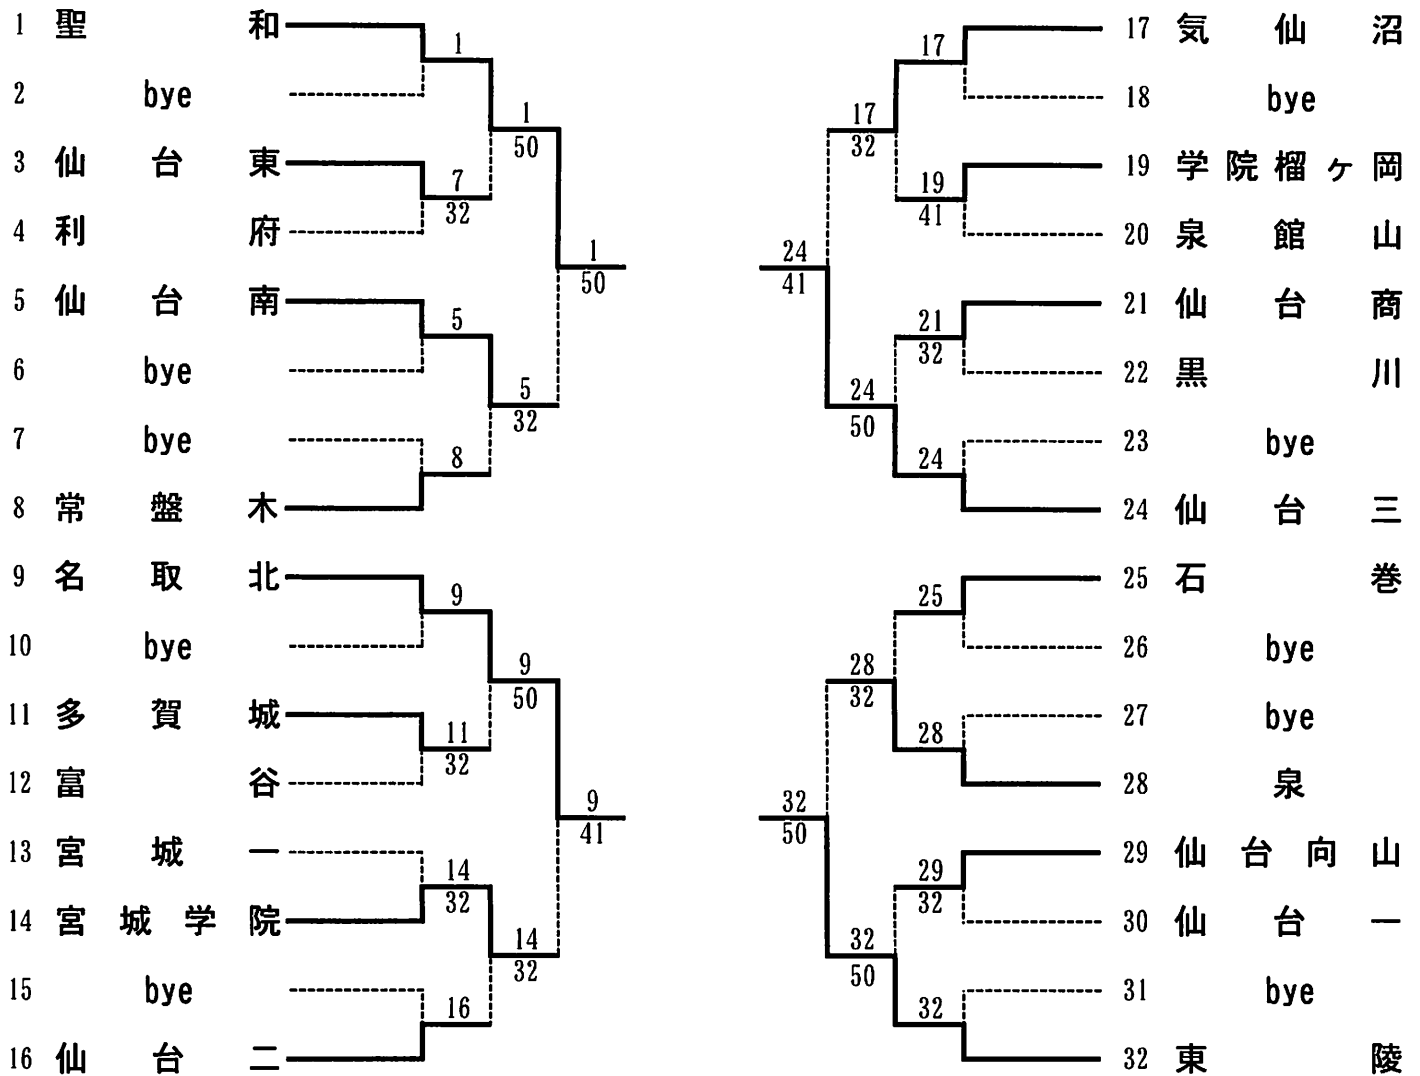 1 聖和
2 bye
3 仙台東
4 利府
5 仙台南
6 bye
7 bye
8 常盤木
9 名取北
10 bye
11 多賀城
12 富谷
13 宮城一
14 宮城学院
15 bye
16 仙台二
1
7
32
5
8
9
11
32
14
32
16
1
50
5
32
9
50
14
32
1
50
9
41
24
41
32
50
17
32
24
50
28
32
32
50
17
19
41
21
32
24
25
28
29
32
32
17 気仙沼
18 bye
19 学院榴ヶ岡
20 泉館山
21 仙台商
22 黒川
23 bye
24 仙台三
25 石巻
26 bye
27 bye
28 泉
29 仙台向山
30 仙台一
31 bye
32 東陵